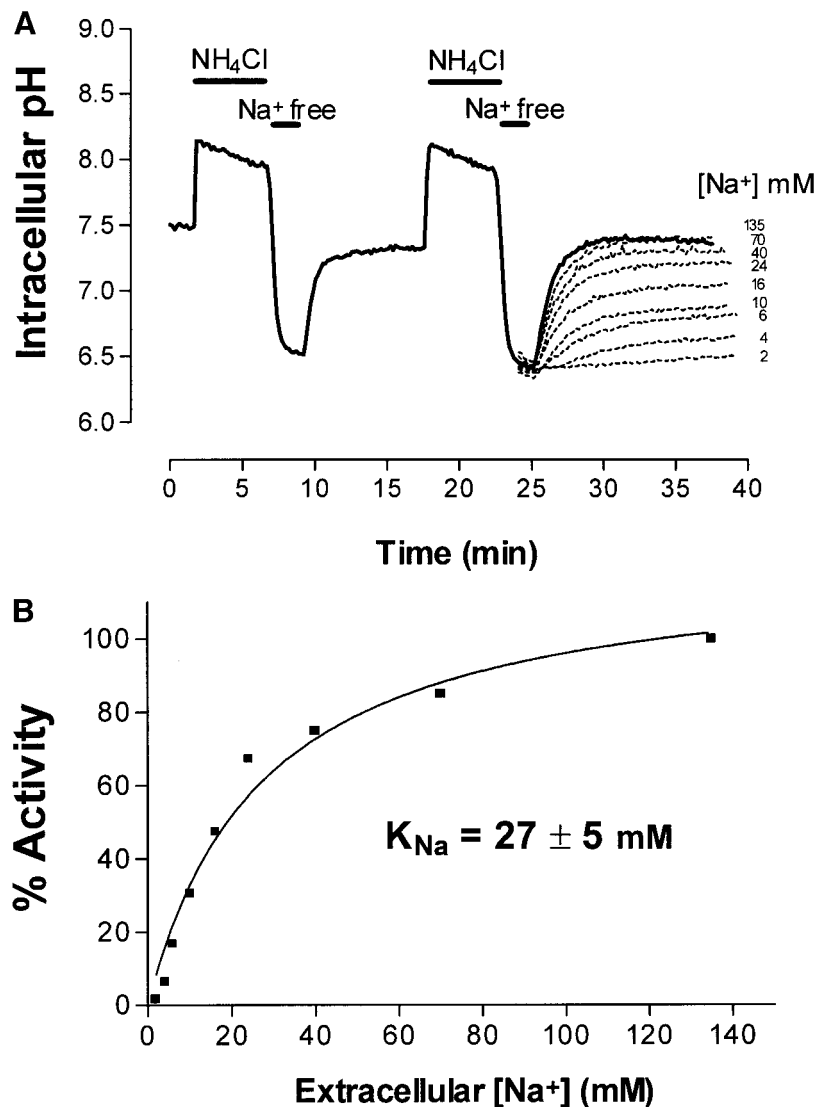 A
9.0
8.5
8.0
7.5
7.0
6.5
6.0
Intracellular pH
NH₄Cl
NH₄Cl
Na⁺ free
Na⁺ free
[Na⁺] mM
135
70
40
24
16
10
6
4
2
0 5 10 15 20 25 30 35 40
Time (min)
B
100
80
60
40
20
0
% Activity
K_Na = 27 ± 5 mM
0 20 40 60 80 100 120 140
Extracellular [Na⁺] (mM)